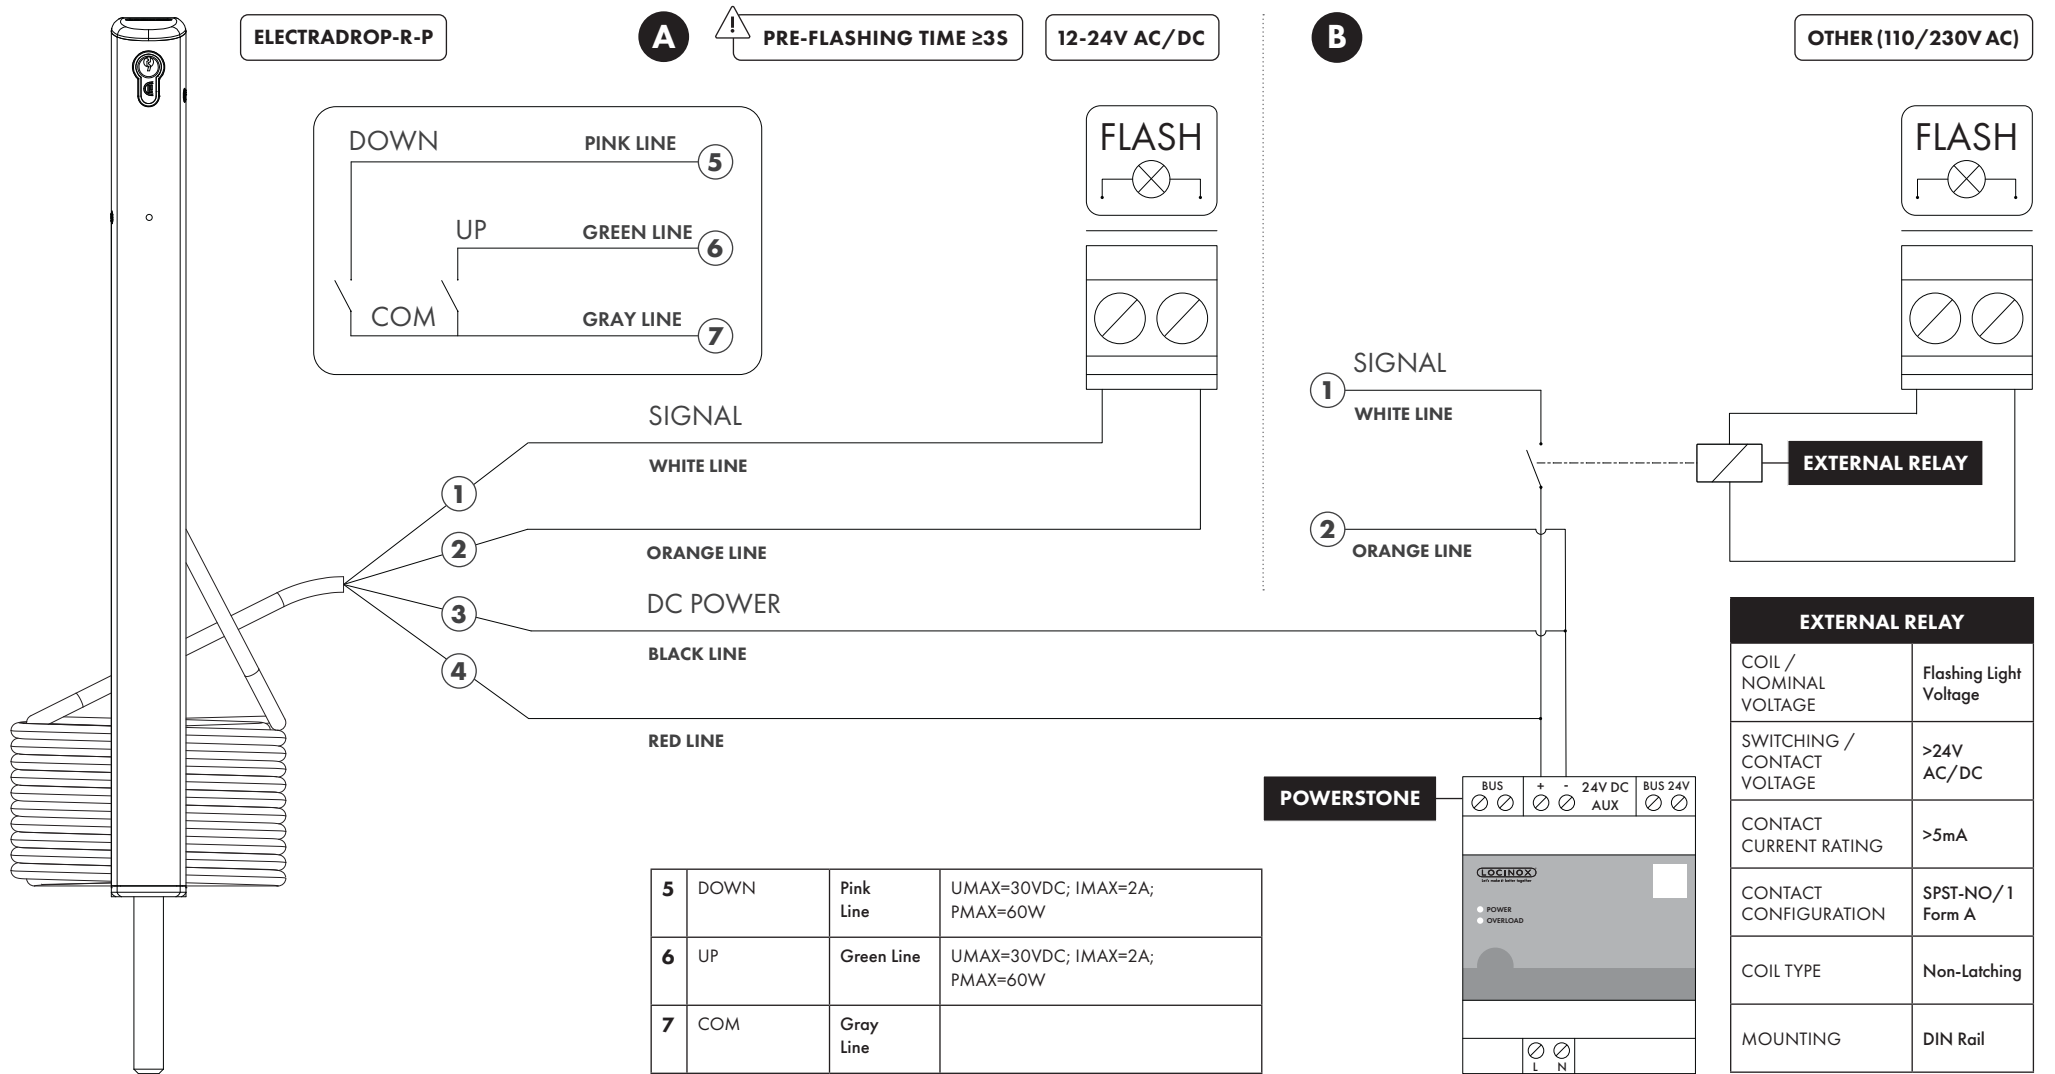 ELECTRADROP-R-P
A
! PRE-FLASHING TIME ≥3S
12-24V AC/DC
B
OTHER (110/230V AC)
DOWN
PINK LINE
5
UP
GREEN LINE
6
COM
GRAY LINE
7
FLASH
FLASH
SIGNAL
1
WHITE LINE
2
ORANGE LINE
EXTERNAL RELAY
SIGNAL
WHITE LINE
1
2
ORANGE LINE
3
DC POWER
BLACK LINE
4
RED LINE
POWERSTONE
BUS
+ - 24V DC
AUX
BUS 24V
LOCINOX
Let's make it better together
POWER
OVERLOAD
L N
5 DOWN Pink UMAX=30VDC; IMAX=2A;
Line PMAX=60W
6 UP Green Line UMAX=30VDC; IMAX=2A;
PMAX=60W
7 COM Gray
Line
EXTERNAL RELAY
COIL /
NOMINAL
VOLTAGE
Flashing Light
Voltage
SWITCHING /
CONTACT
VOLTAGE
>24V
AC/DC
CONTACT
CURRENT RATING
>5mA
CONTACT
CONFIGURATION
SPST-NO/1
Form A
COIL TYPE
Non-Latching
MOUNTING
DIN Rail